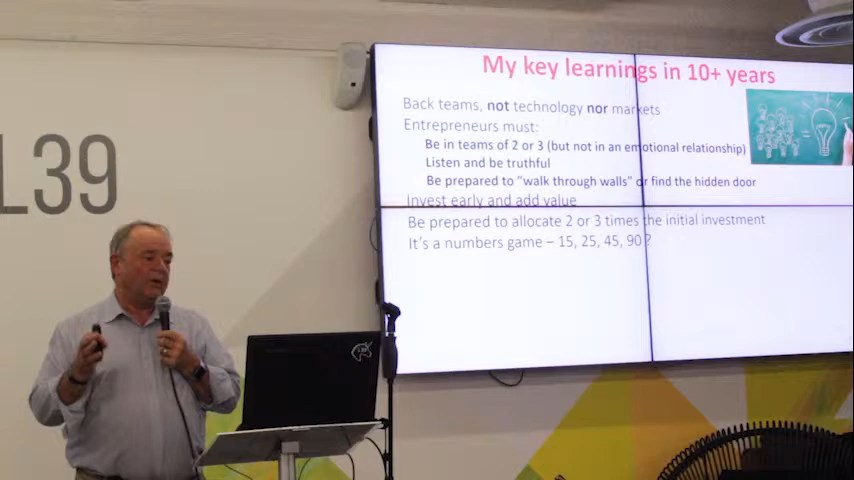 My key learnings in 10+ years
Back teams, not technology nor markets
Entrepreneurs must:
Be in teams of 2 or 3 (but not in an emotional relationship)
Listen and be truthful
Be prepared to “walk through walls” or find the hidden door
Invest early and add value
Be prepared to allocate 2 or 3 times the initial investment
It's a numbers game – 15, 25, 45, 90 ?
L39